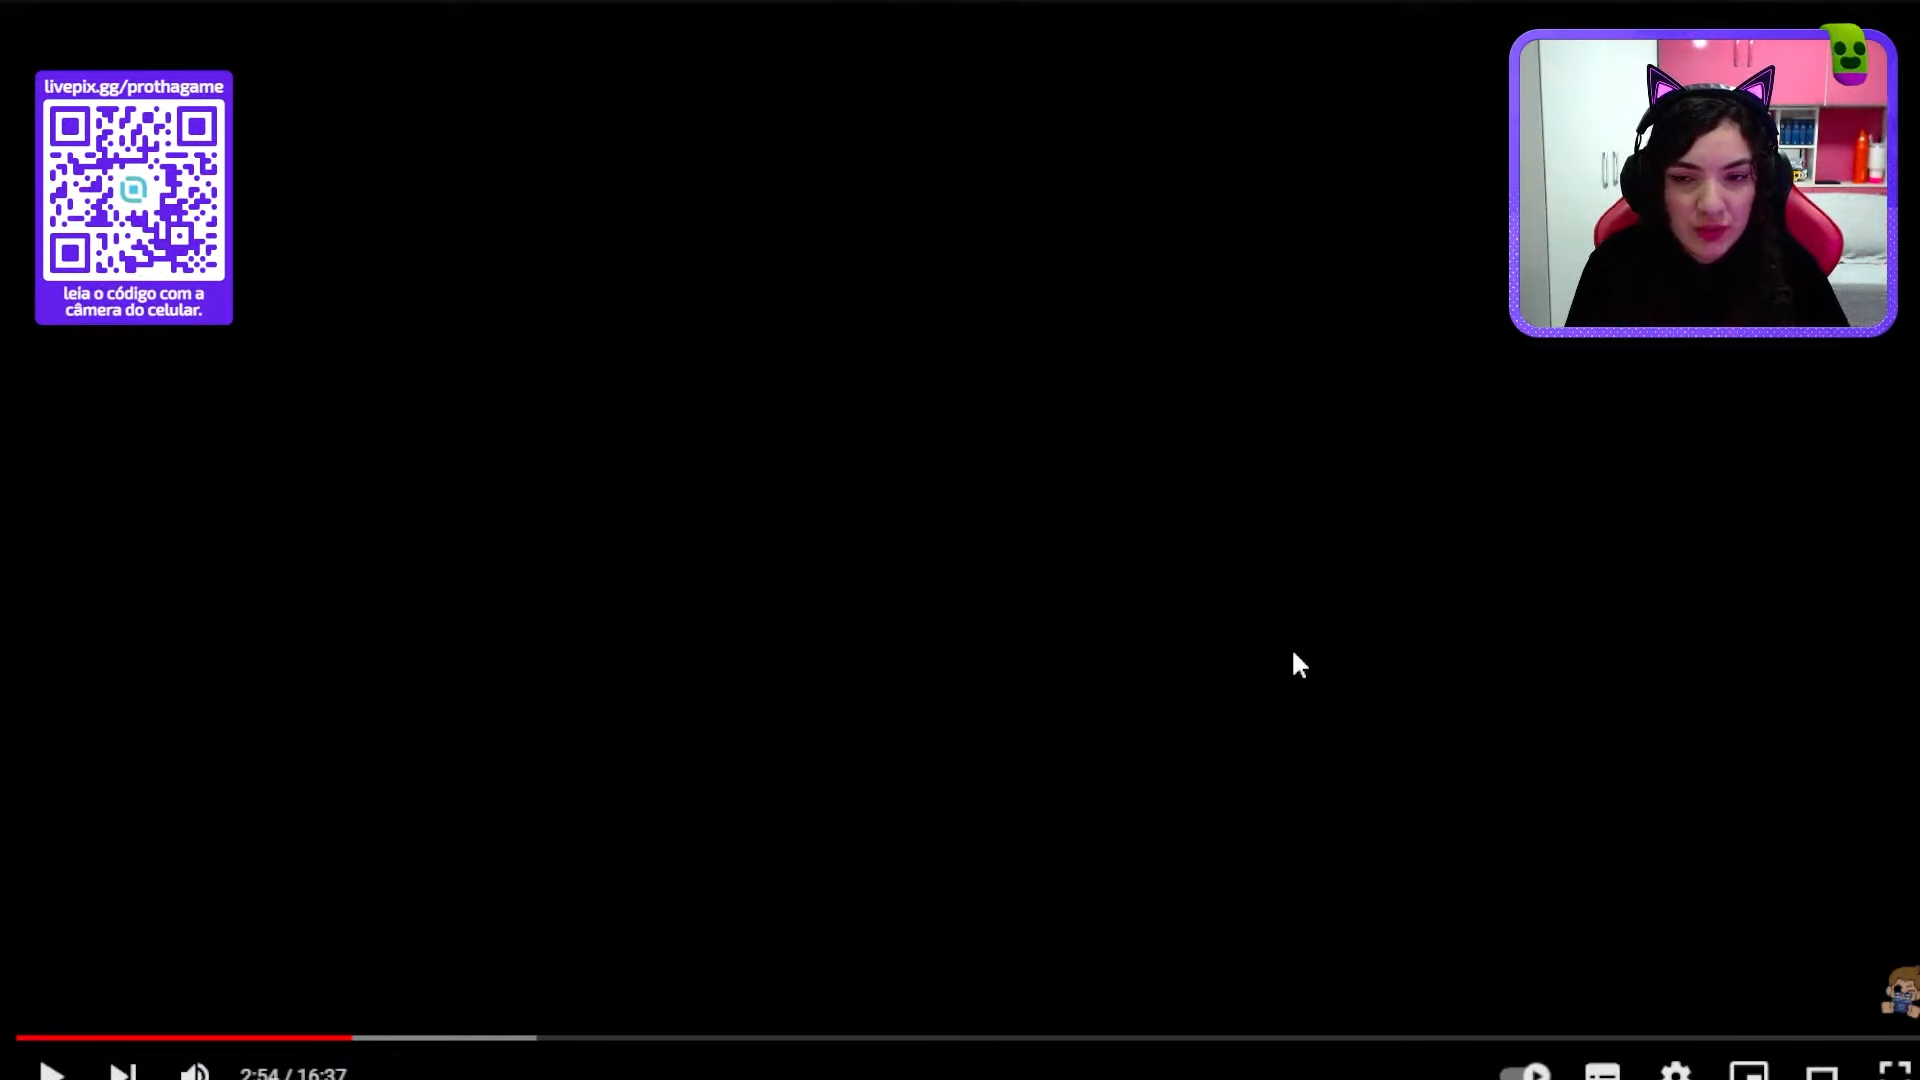 livepix.gg/prothagame
leia o código com a
câmera do celular.
2:54 / 16:37